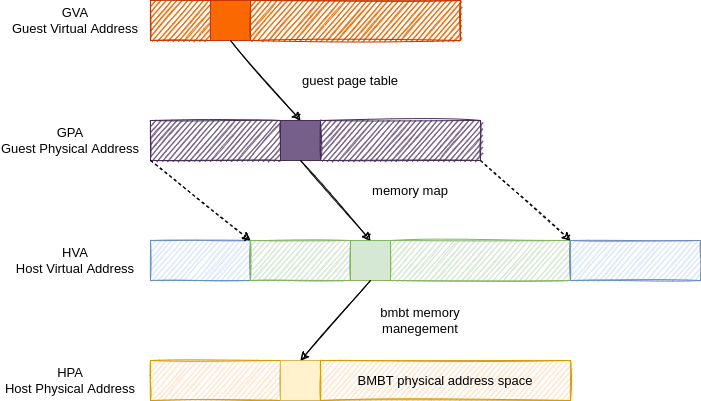 GVA
Guest Virtual Address
guest page table
GPA
Guest Physical Address
memory map
HVA
Host Virtual Address
bmbt memory
manegement
HPA
Host Physical Address
BMBT physical address space